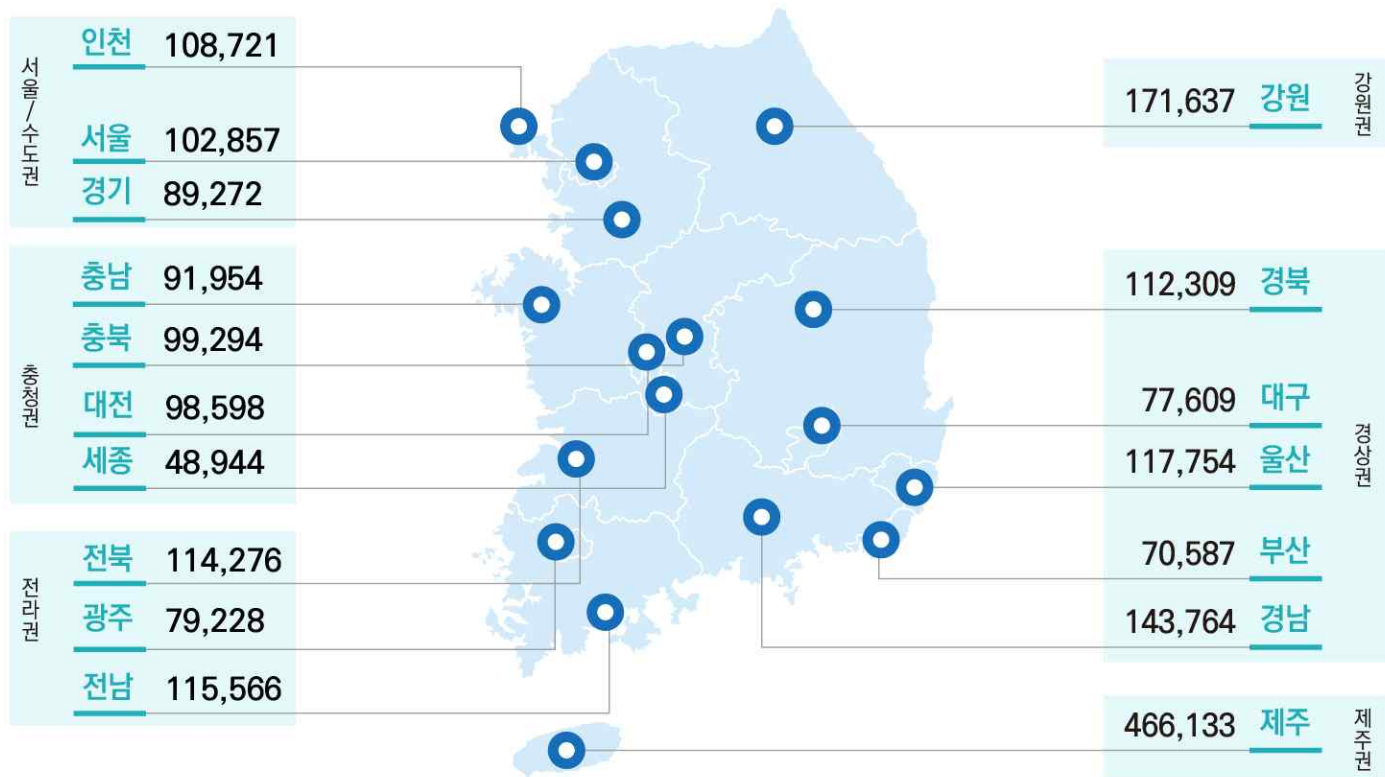 서울/수도권
인천 108,721
서울 102,857
경기 89,272
충청권
충남 91,954
충북 99,294
대전 98,598
세종 48,944
전라권
전북 114,276
광주 79,228
전남 115,566
171,637 강원
강원권
112,309 경북
77,609 대구
117,754 울산
70,587 부산
143,764 경남
경상권
466,133 제주
제주권